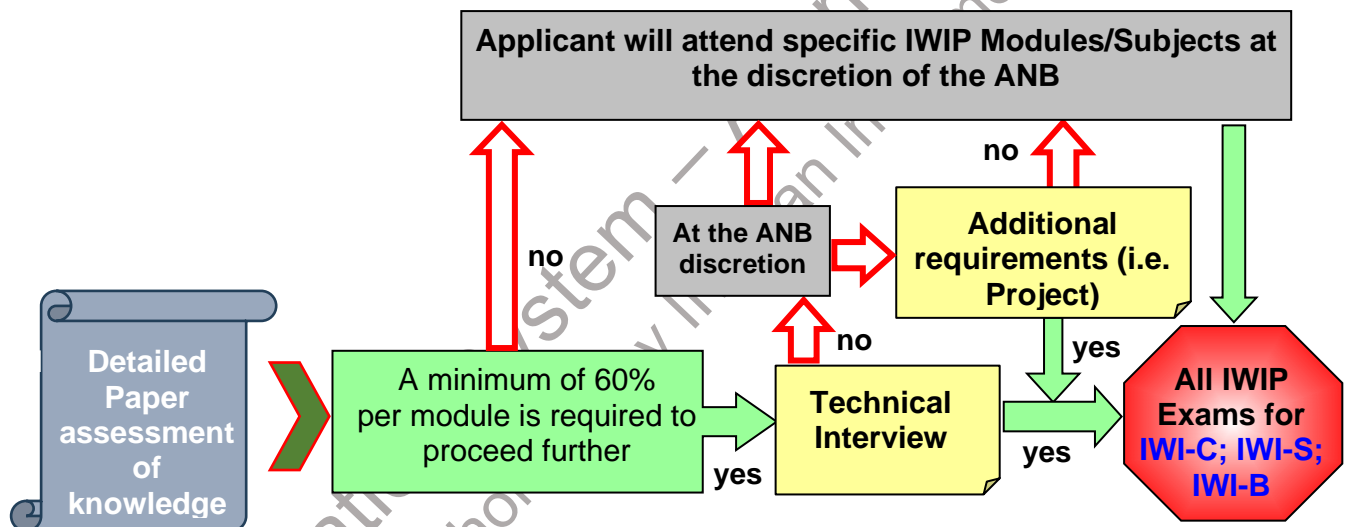 Applicant will attend specific IWIP Modules/Subjects at
the discretion of the ANB
no
no
At the ANB
discretion
Additional
requirements (i.e.
Project)
no
yes
Detailed
Paper
assessment
of
knowledge
A minimum of 60%
per module is required to
proceed further
yes
Technical
Interview
yes
All IWIP
Exams for
IWI-C; IWI-S;
IWI-B